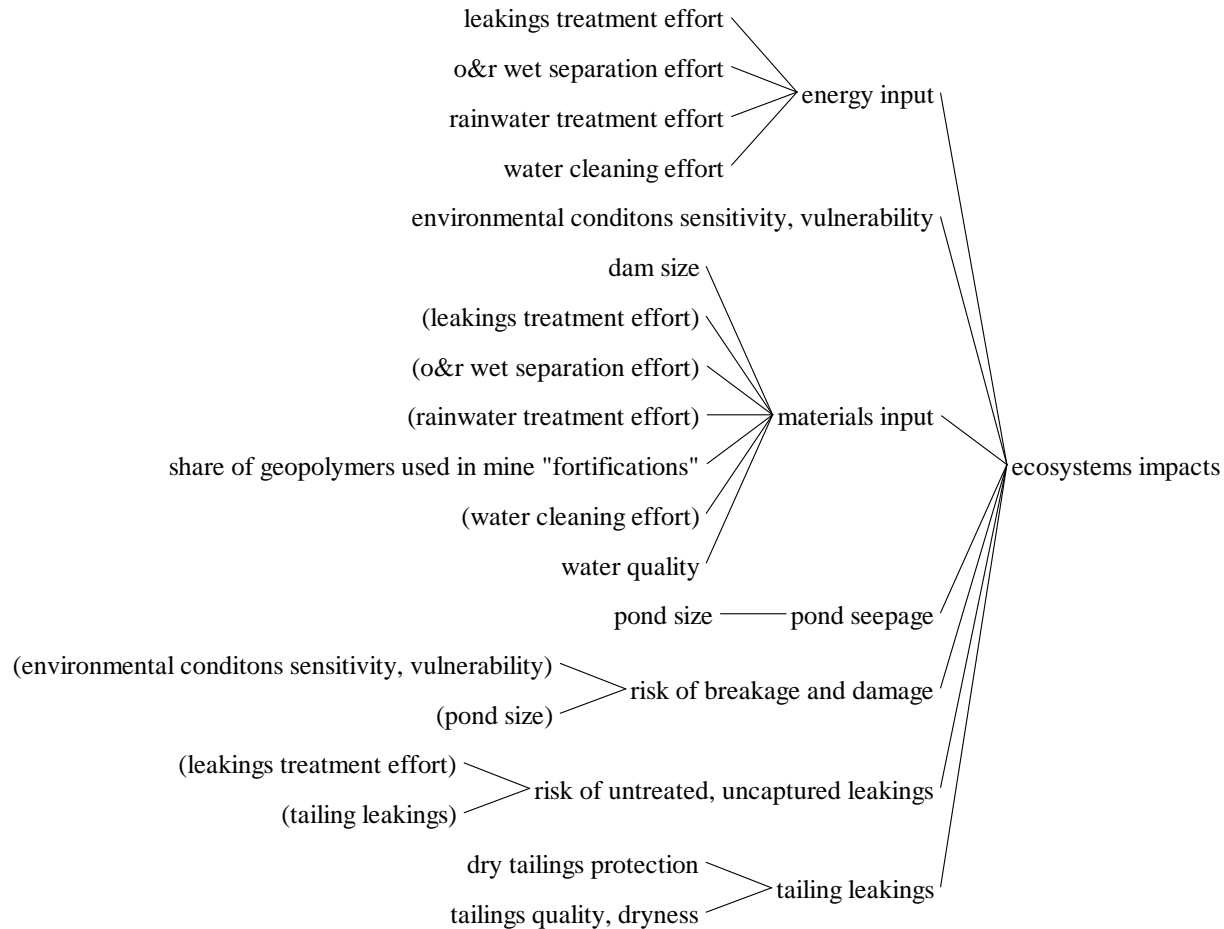 leakings treatment effort
o&r wet separation effort
energy input
rainwater treatment effort
water cleaning effort
environmental conditons sensitivity, vulnerability
dam size
(leakings treatment effort)
(o&r wet separation effort)
(rainwater treatment effort)
materials input
share of geopolymers used in mine "fortifications"
ecosystems impacts
(water cleaning effort)
water quality
pond size
pond seepage
(environmental conditons sensitivity, vulnerability)
risk of breakage and damage
(pond size)
(leakings treatment effort)
risk of untreated, uncaptured leakings
(tailing leakings)
dry tailings protection
tailing leakings
tailings quality, dryness